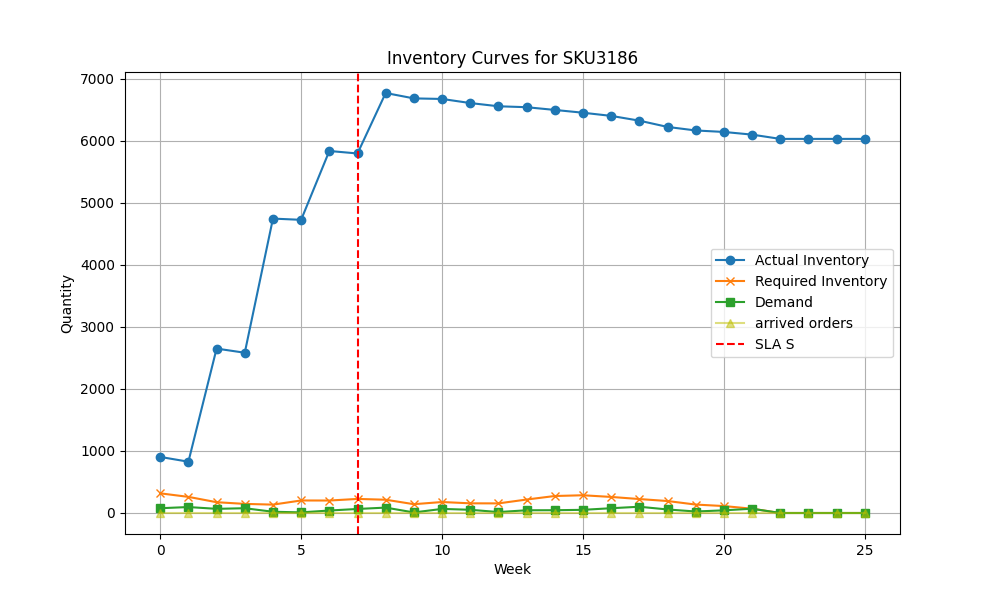 Inventory Curves for SKU3186
7000
6000
5000
4000
3000
2000
1000
0
Quantity
Actual Inventory
Required Inventory
Demand
arrived orders
SLA S
0 5 10 15 20 25
Week